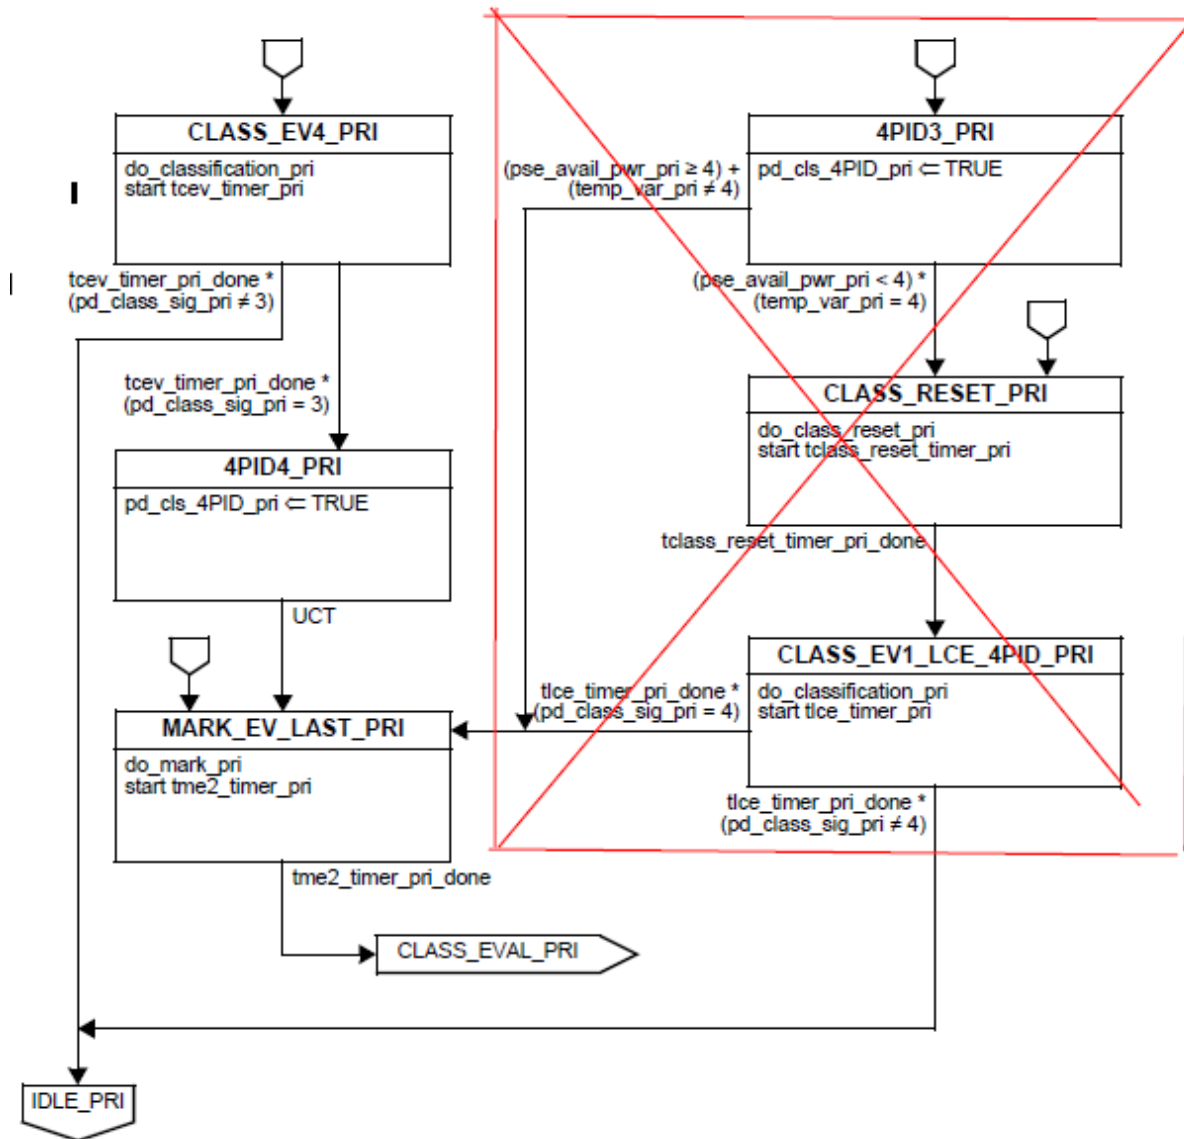 CLASS_EV4_PRI
do_classification_pri
start tcev_timer_pri
tcev_timer_pri_done *
(pd_class_sig_pri ≠ 3)
tcev_timer_pri_done *
(pd_class_sig_pri = 3)
4PID4_PRI
pd_cls_4PID_pri ⇐ TRUE
UCT
MARK_EV_LAST_PRI
do_mark_pri
start tme2_timer_pri
tme2_timer_pri_done
CLASS_EVAL_PRI
IDLE_PRI
4PID3_PRI
pd_cls_4PID_pri ⇐ TRUE
(pse_avail_pwr_pri ≥ 4) +
(temp_var_pri ≠ 4)
(pse_avail_pwr_pri < 4) *
(temp_var_pri = 4)
CLASS_RESET_PRI
do_class_reset_pri
start tclass_reset_timer_pri
tclass_reset_timer_pri_done
CLASS_EV1_LCE_4PID_PRI
do_classification_pri
start tlce_timer_pri
tlce_timer_pri_done *
(pd_class_sig_pri = 4)
tlce_timer_pri_done *
(pd_class_sig_pri ≠ 4)